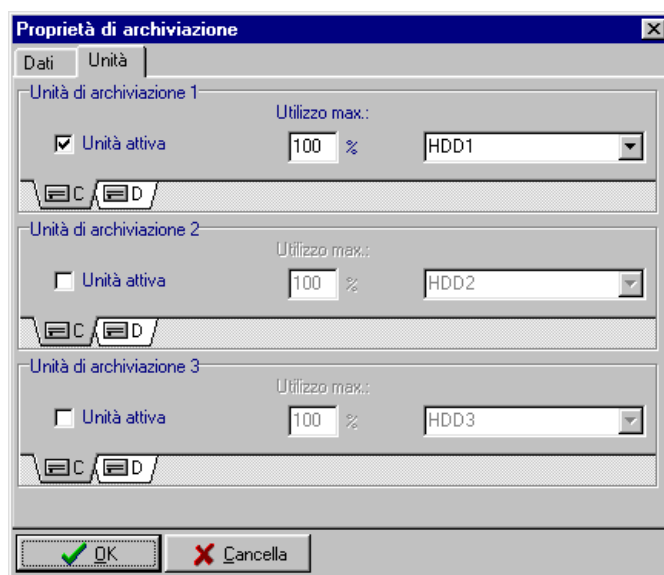 Proprietà di archiviazione
Dati Unità
Unità di archiviazione 1
Utilizzo max.:
Unità attiva 100 % HDD1
C D
Unità di archiviazione 2
Utilizzo max.:
Unità attiva 100 % HDD2
C D
Unità di archiviazione 3
Utilizzo max.:
Unità attiva 100 % HDD3
C D
OK Cancella